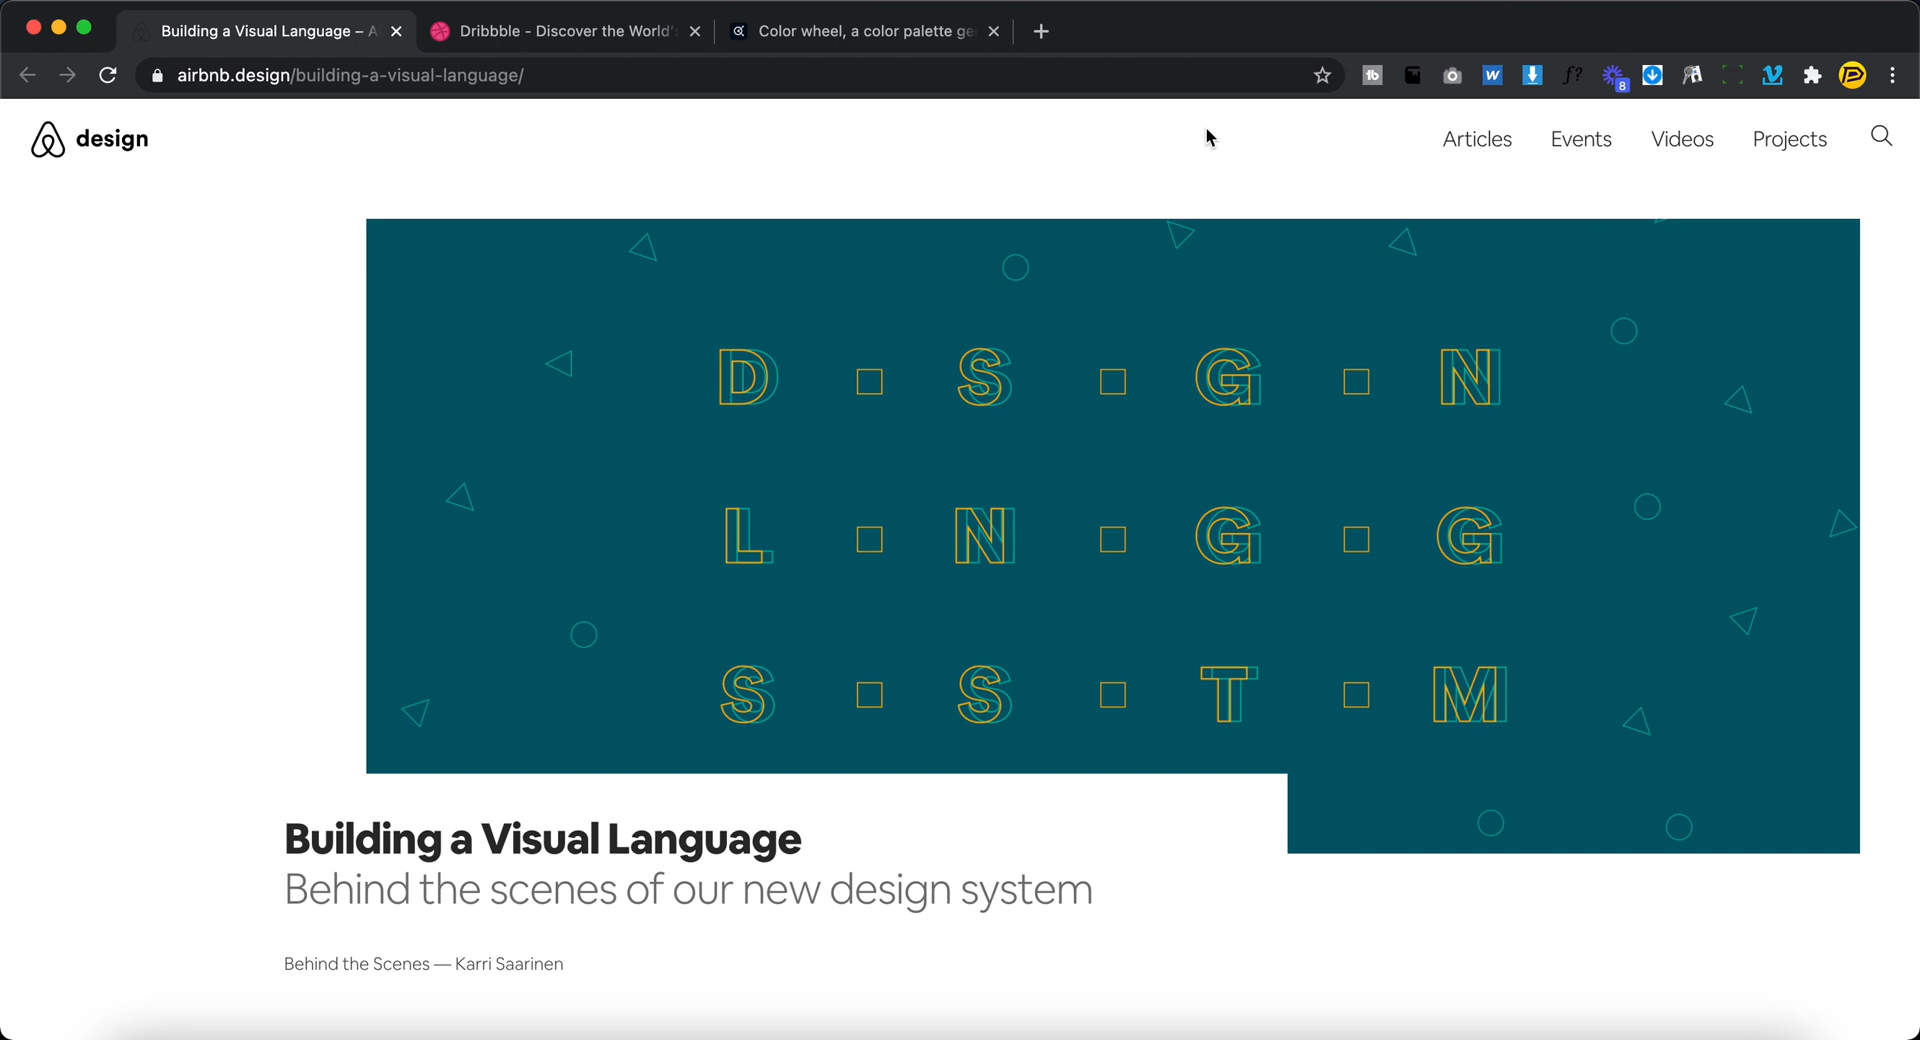 Building a Visual Language – A
Dribbble - Discover the World's
Color wheel, a color palette ge
airbnb.design/building-a-visual-language/
8
design
Articles
Events
Videos
Projects
D S G N
L N G G
S S T M
Building a Visual Language
Behind the scenes of our new design system
Behind the Scenes — Karri Saarinen